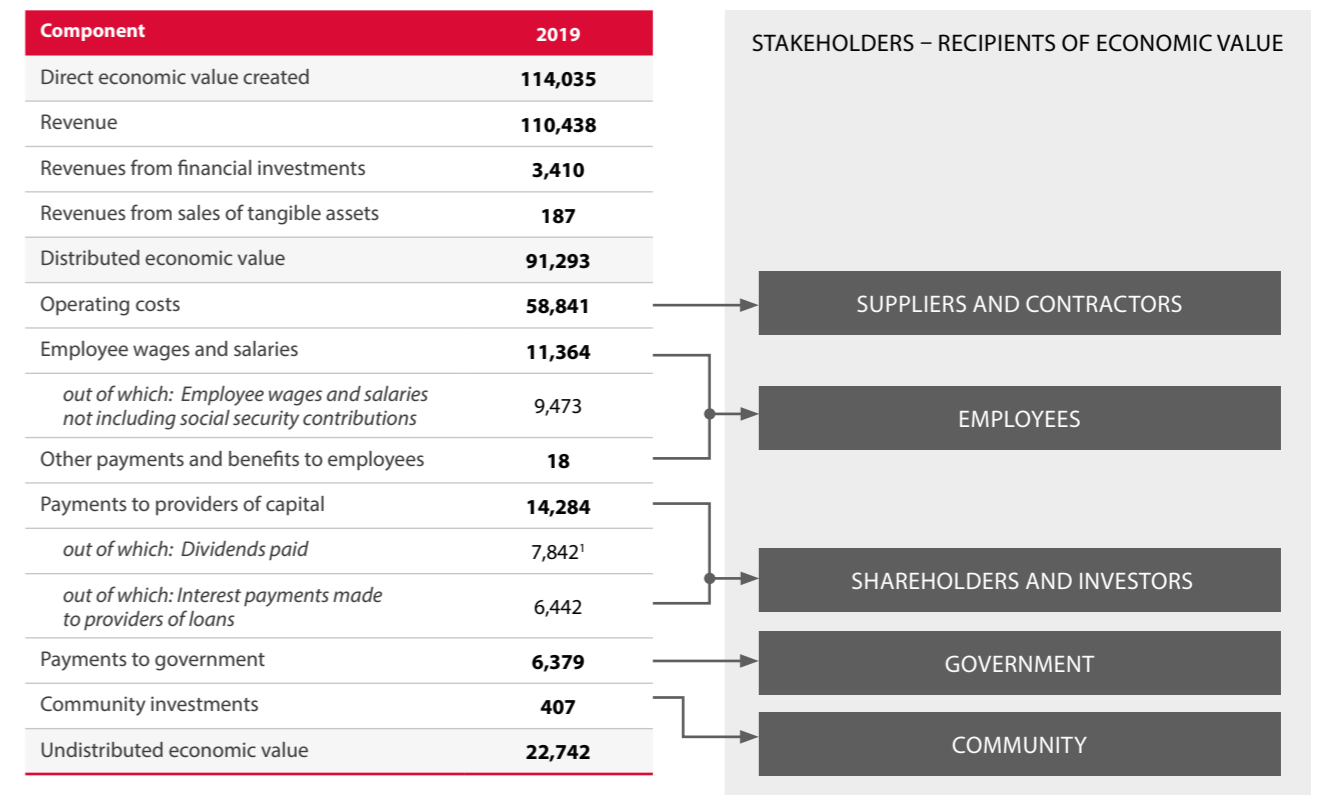 Component 2019
Direct economic value created 114,035
Revenue 110,438
Revenues from financial investments 3,410
Revenues from sales of tangible assets 187
Distributed economic value 91,293
Operating costs 58,841
Employee wages and salaries 11,364
out of which: Employee wages and salaries
not including social security contributions 9,473
Other payments and benefits to employees 18
Payments to providers of capital 14,284
out of which: Dividends paid 7,842¹
out of which: Interest payments made
to providers of loans 6,442
Payments to government 6,379
Community investments 407
Undistributed economic value 22,742
STAKEHOLDERS – RECIPIENTS OF ECONOMIC VALUE
SUPPLIERS AND CONTRACTORS
EMPLOYEES
SHAREHOLDERS AND INVESTORS
GOVERNMENT
COMMUNITY